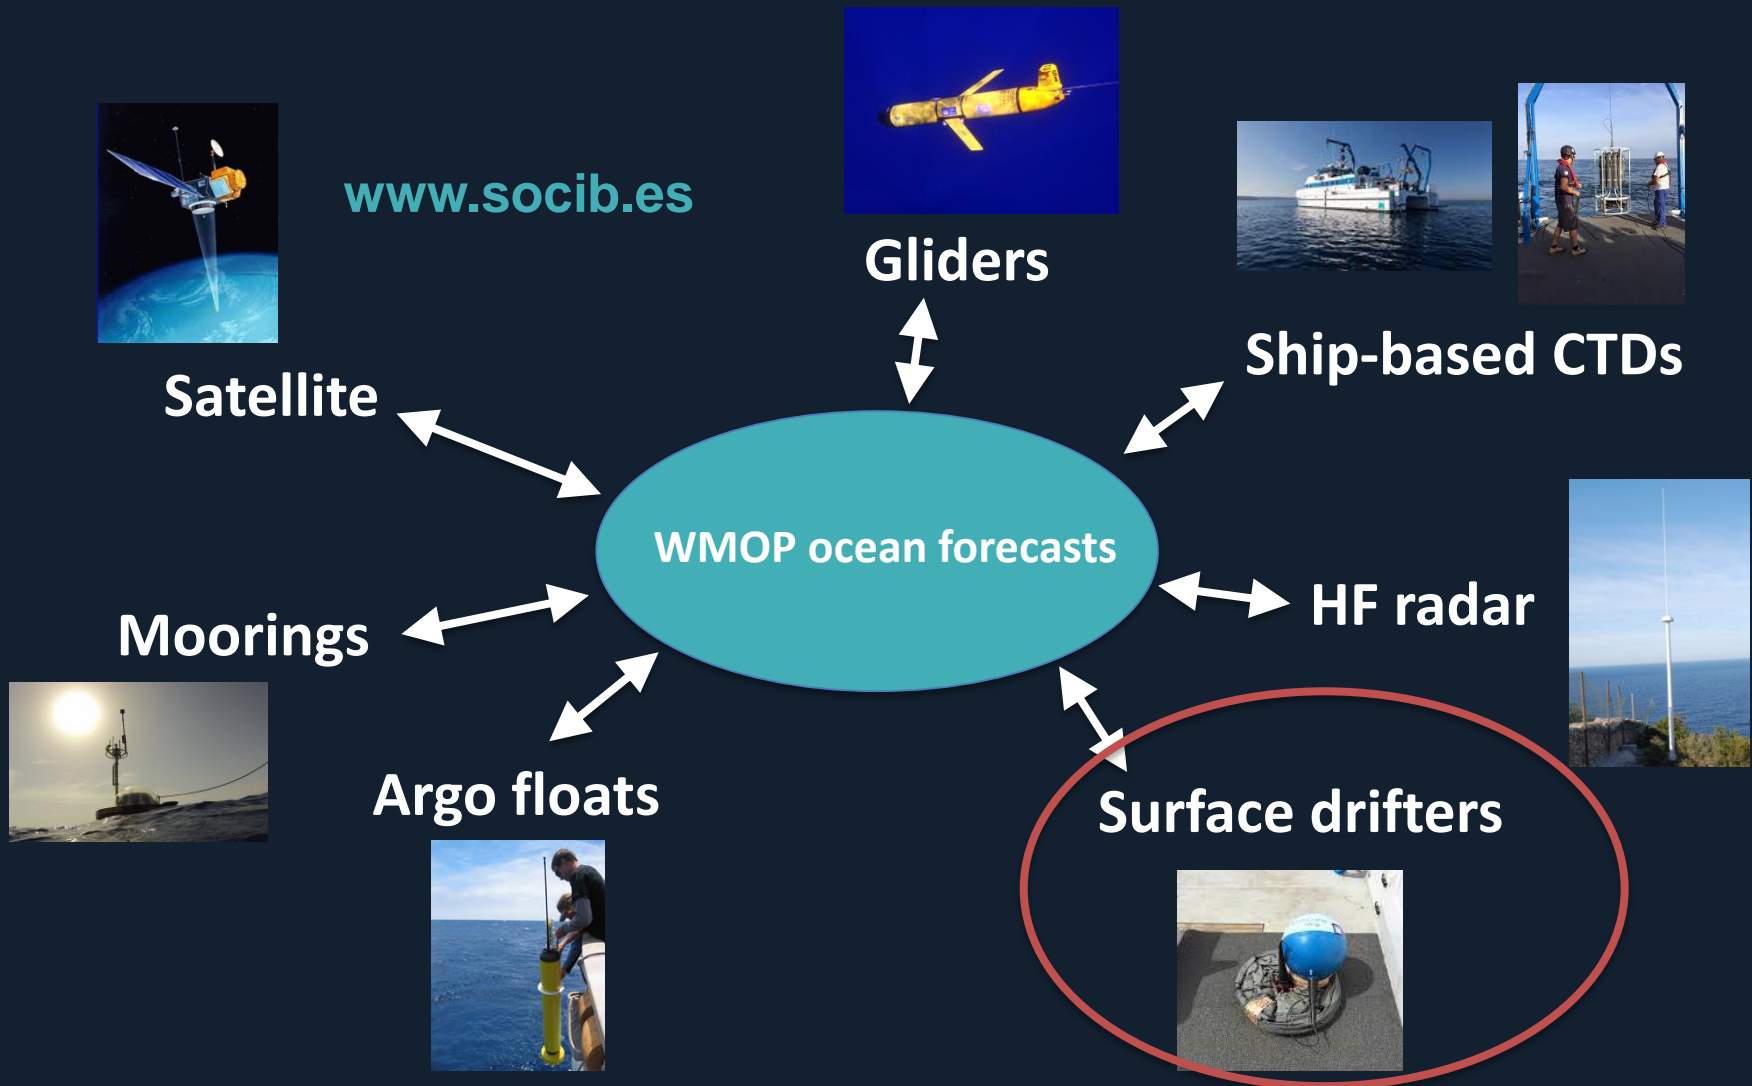 www.socib.es
Gliders
Ship-based CTDs
Satellite
WMOP ocean forecasts
HF radar
Moorings
Argo floats
Surface drifters